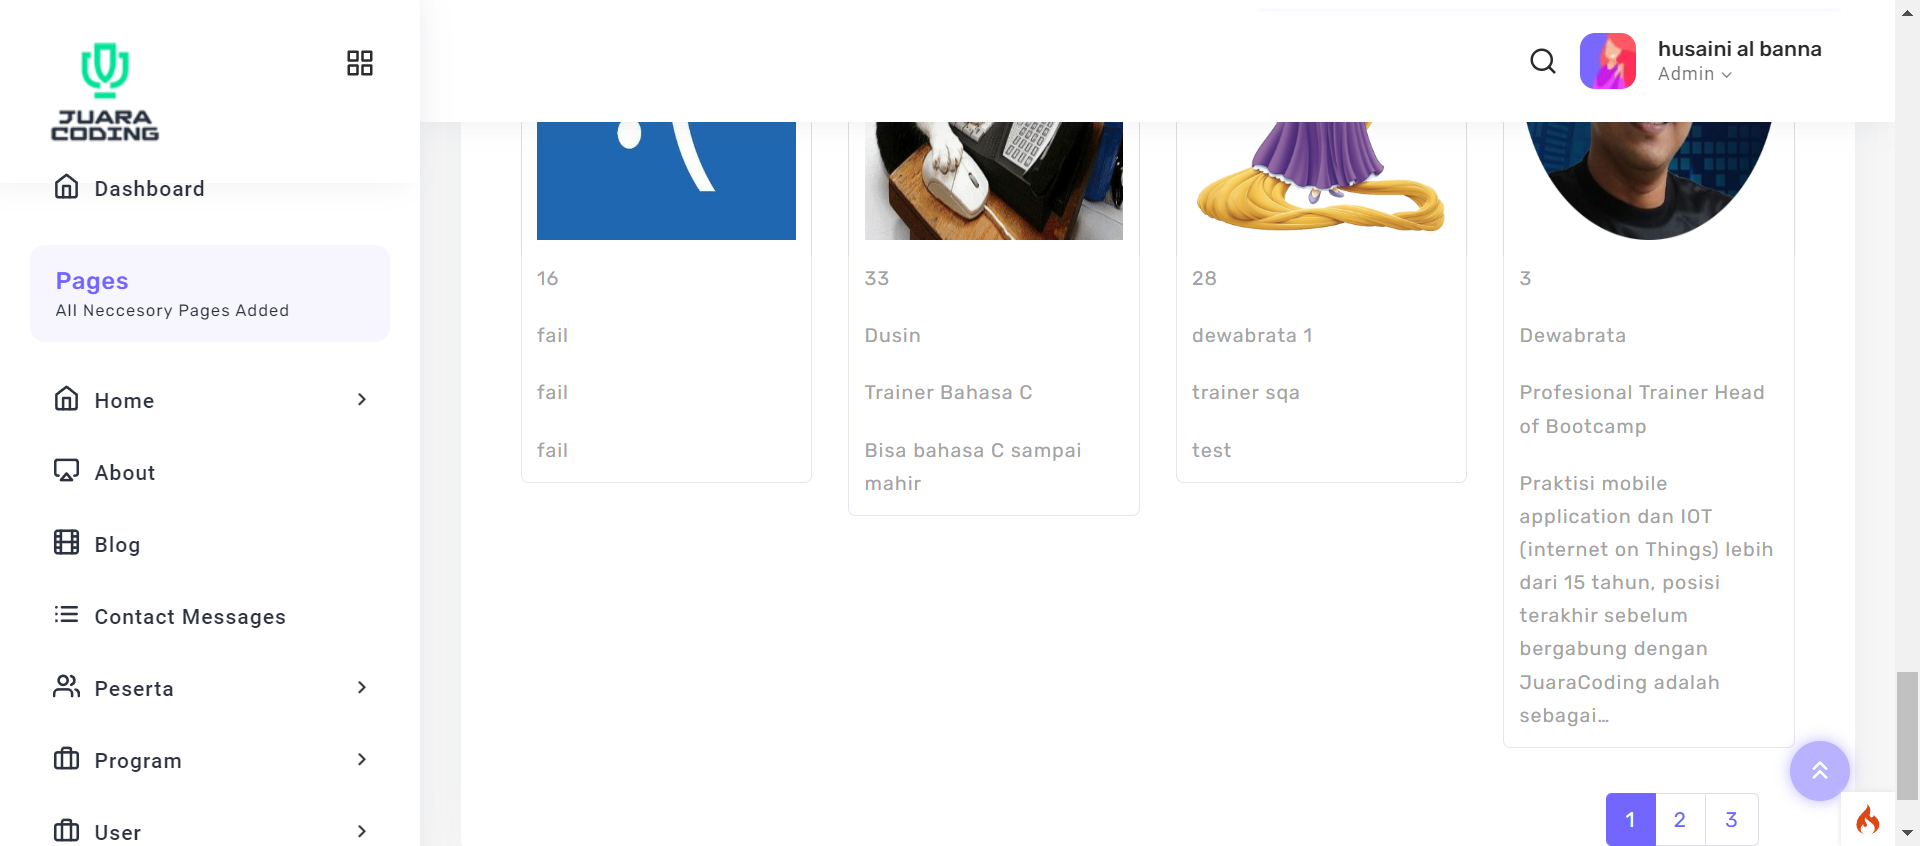 JUARA
CODING
husaini al banna
Admin
Dashboard
Pages
All Neccesory Pages Added
Home
About
Blog
Contact Messages
Peserta
Program
User
16
fail
fail
fail
33
Dusin
Trainer Bahasa C
Bisa bahasa C sampai
mahir
28
dewabrata 1
trainer sqa
test
3
Dewabrata
Profesional Trainer Head
of Bootcamp
Praktisi mobile
application dan IOT
(internet on Things) lebih
dari 15 tahun, posisi
terakhir sebelum
bergabung dengan
JuaraCoding adalah
sebagai...
1 2 3